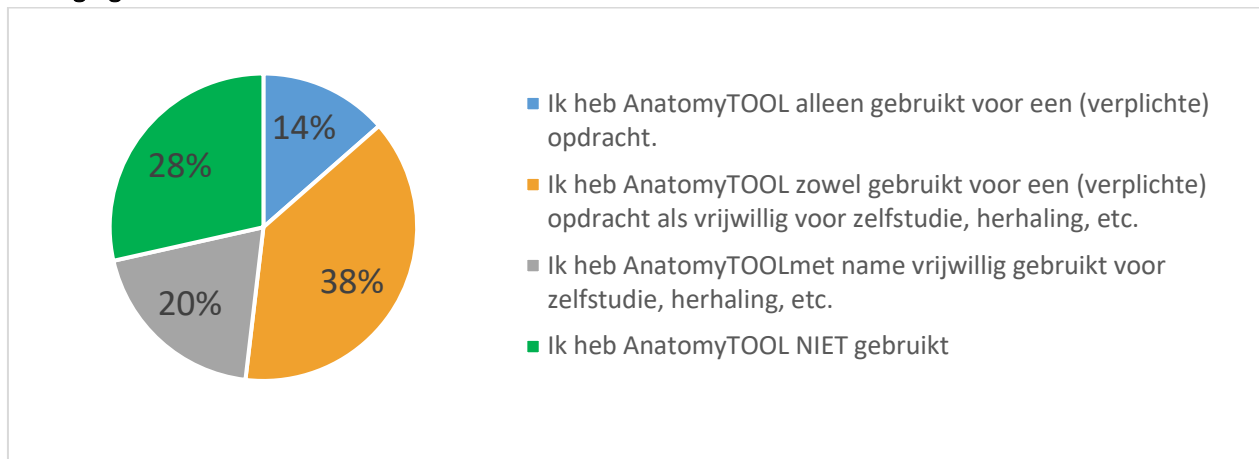 14%
28%
38%
20%
Ik heb AnatomyTOOL alleen gebruikt voor een (verplichte)
opdracht.
Ik heb AnatomyTOOL zowel gebruikt voor een (verplichte)
opdracht als vrijwillig voor zelfstudie, herhaling, etc.
Ik heb AnatomyTOOLmet name vrijwillig gebruikt voor
zelfstudie, herhaling, etc.
Ik heb AnatomyTOOL NIET gebruikt